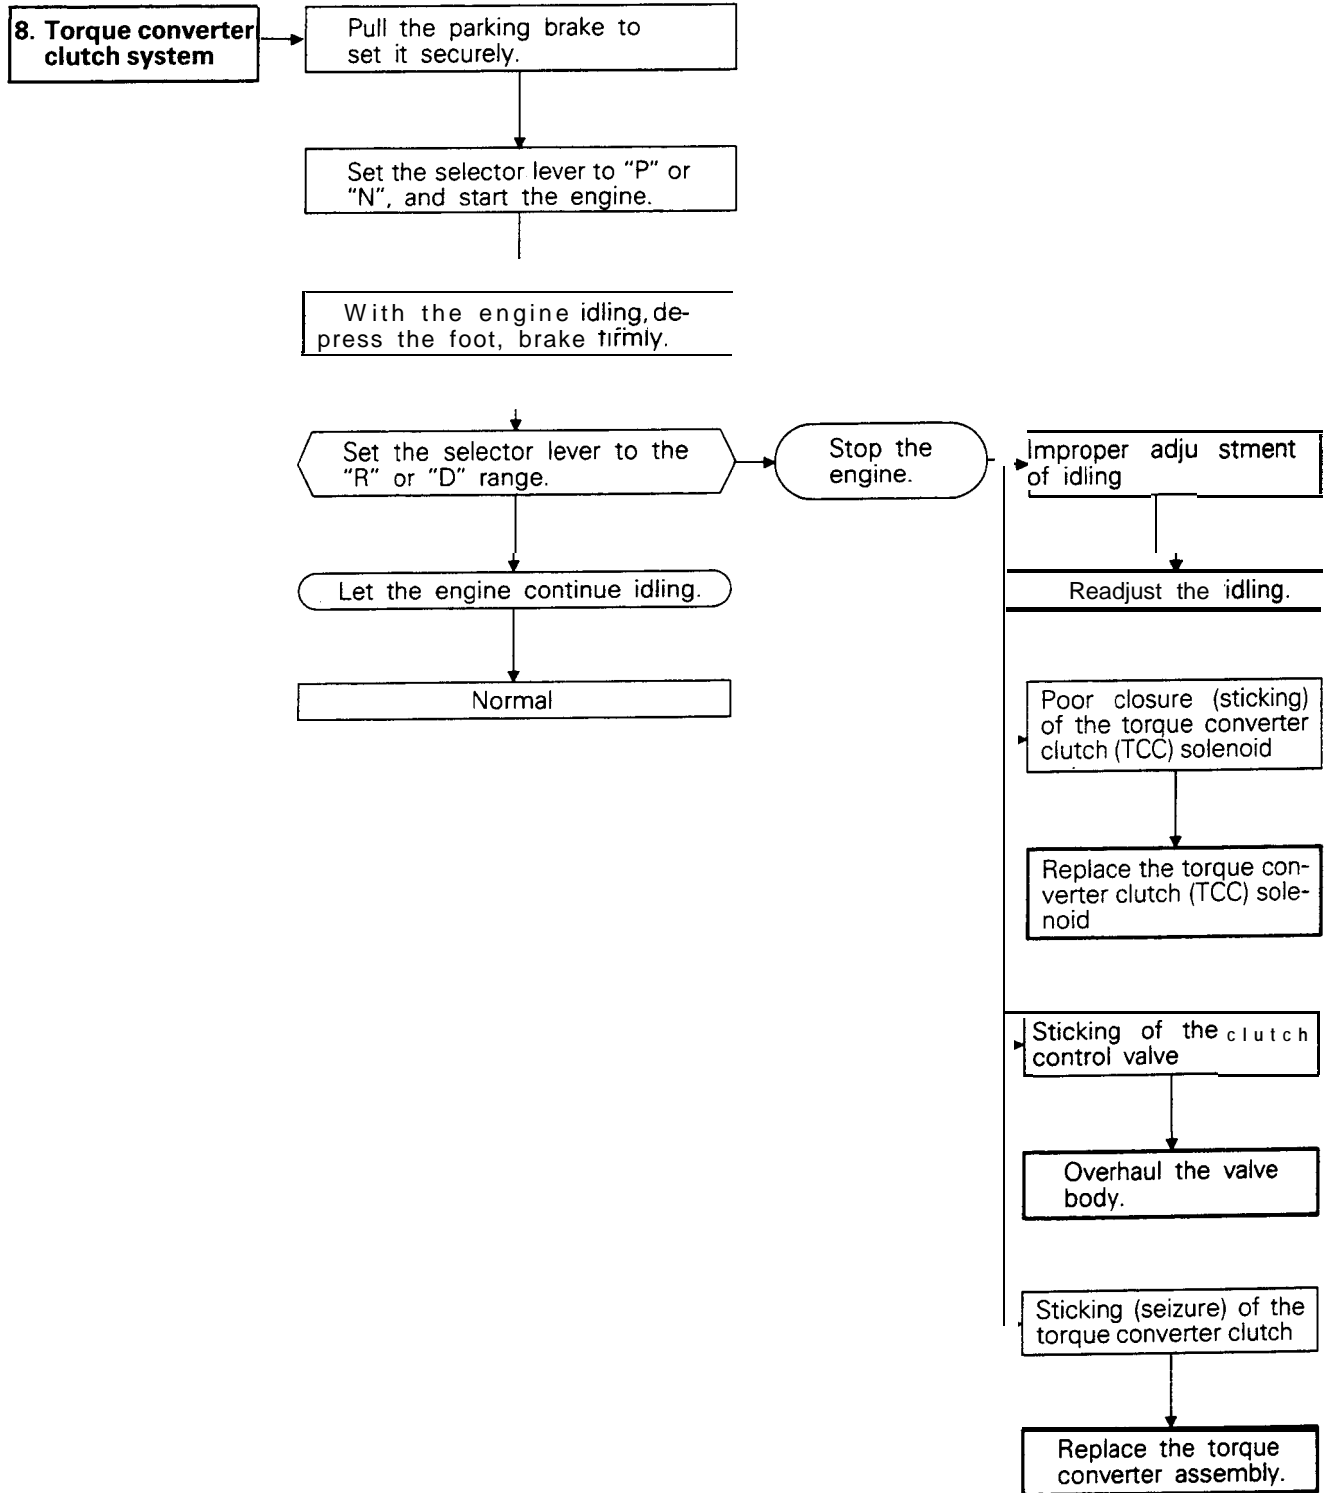 8. Torque converter
clutch system
Pull the parking brake to
set it securely.
Set the selector lever to "P" or
"N", and start the engine.
With the engine idling, de-
press the foot, brake firmly.
Set the selector lever to the
"R" or "D" range.
Stop the
engine.
Improper adju stment
of idling
Let the engine continue idling.
Readjust the idling.
Normal
Poor closure (sticking)
of the torque converter
clutch (TCC) solenoid
Replace the torque con-
verter clutch (TCC) sole-
noid
Sticking of the clutch
control valve
Overhaul the valve
body.
Sticking (seizure) of the
torque converter clutch
Replace the torque
converter assembly.